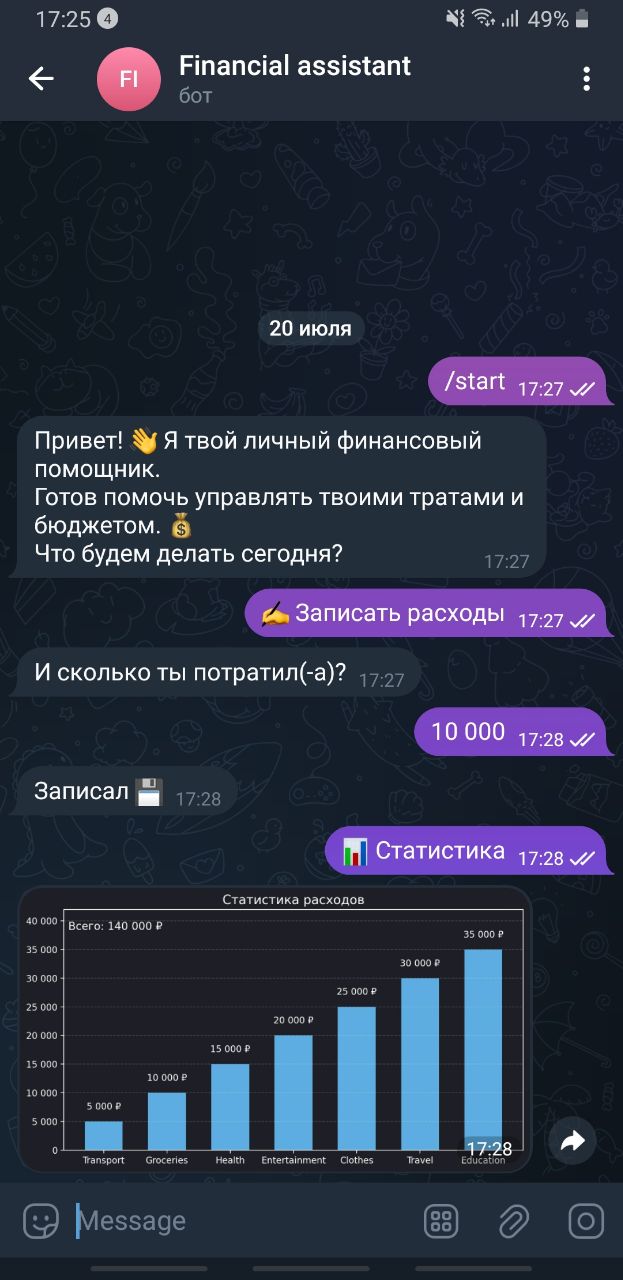 17:25 4 49%
FI
Financial assistant
бот
20 июля
/start 17:27
Привет! 👋 Я твой личный финансовый
помощник.
Готов помочь управлять твоими тратами и
бюджетом. 💰
Что будем делать сегодня? 17:27
✍️ Записать расходы 17:27
И сколько ты потратил(-а)? 17:27
10 000 17:28
Записал 💾 17:28
📊 Статистика 17:28
Статистика расходов
Всего: 140 000 ₽
40 000
35 000
30 000
25 000
20 000
15 000
10 000
5 000
0
5 000 ₽
10 000 ₽
15 000 ₽
20 000 ₽
25 000 ₽
30 000 ₽
35 000 ₽
Transport Groceries Health Entertainment Clothes Travel Education
17:28
Message